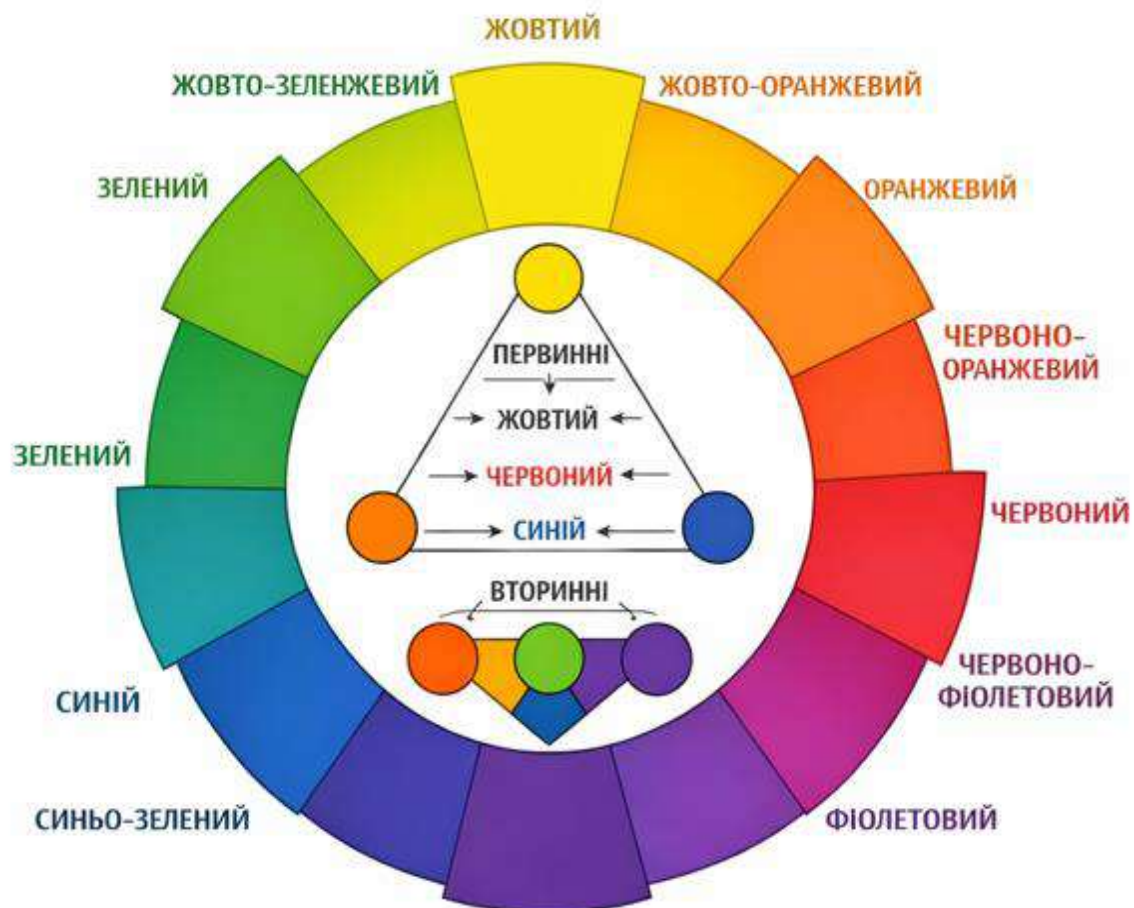 ЖОВТИЙ
ЖОВТО-ЗЕЛЕНЖЕВИЙ
ЖОВТО-ОРАНЖЕВИЙ
ЗЕЛЕНИЙ
ОРАНЖЕВИЙ
ЧЕРВОНО-
ОРАНЖЕВИЙ
ПЕРВИННІ
ЖОВТИЙ
ЗЕЛЕНИЙ
ЧЕРВОНИЙ
ЧЕРВОНИЙ
СИНІЙ
ВТОРИННІ
СИНІЙ
ЧЕРВОНО-
ФІОЛЕТОВИЙ
СИНЬО-ЗЕЛЕНИЙ
ФІОЛЕТОВИЙ